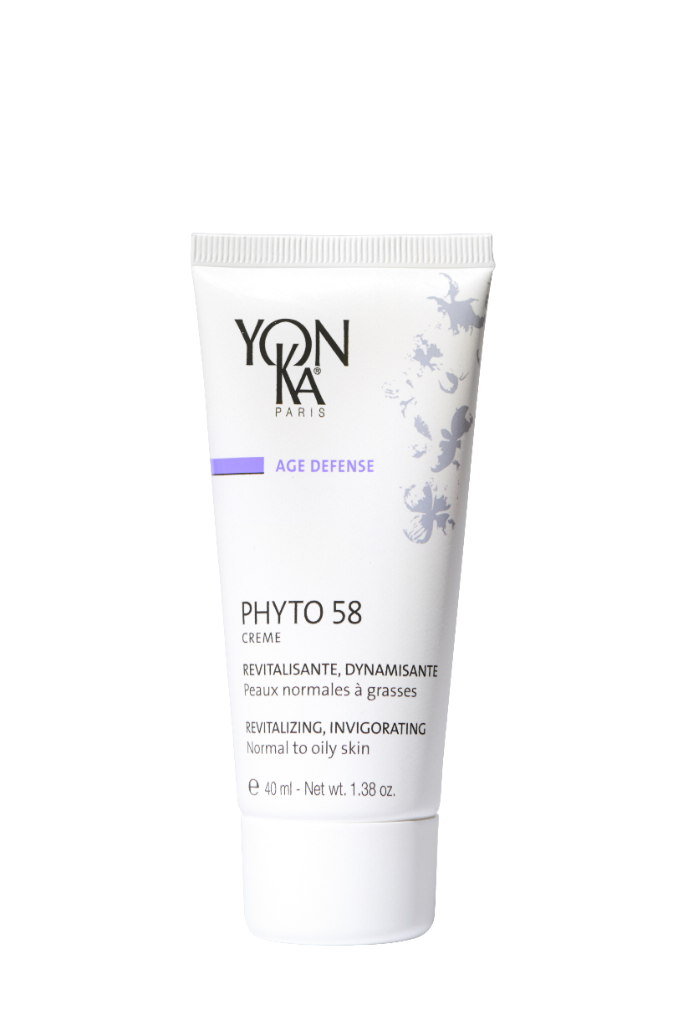 YON
KA®
PARIS
AGE DEFENSE
PHYTO 58
CREME
REVITALISANTE, DYNAMISANTE
Peaux normales à grasses
REVITALIZING, INVIGORATING
Normal to oily skin
℮ 40 ml - Net wt. 1.38 oz.